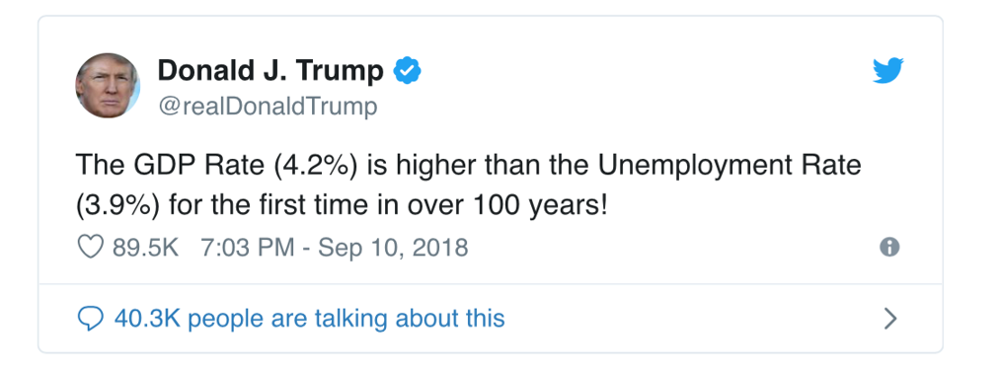 Donald J. Trump
@realDonaldTrump
The GDP Rate (4.2%) is higher than the Unemployment Rate
(3.9%) for the first time in over 100 years!
89.5K 7:03 PM - Sep 10, 2018
40.3K people are talking about this